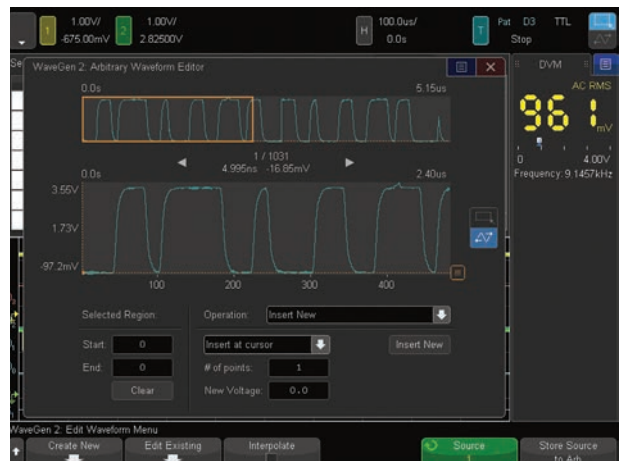 1 1.00V/ -675.00mV 2 1.00V/ 2.82500V H 100.0us/ 0.0s T Pat D3 TTL Stop
Se
WaveGen 2: Arbitrary Waveform Editor
DVM
0.0s 5.15us
AC RMS
961 mV
1 / 1031
4.995ns -16.85mV
0 4.00V
Frequency: 9.1457kHz
0.0s 2.40us
3.55V
1.73V
-97.2mV
100 200 300 400
Selected Region: Operation: Insert New
Start: 0 Insert at cursor Insert New
End: 0 # of points: 1
Clear New Voltage: 0.0
WaveGen 2: Edit Waveform Menu
Create New Edit Existing Interpolate Source 1 Store Source to Arb